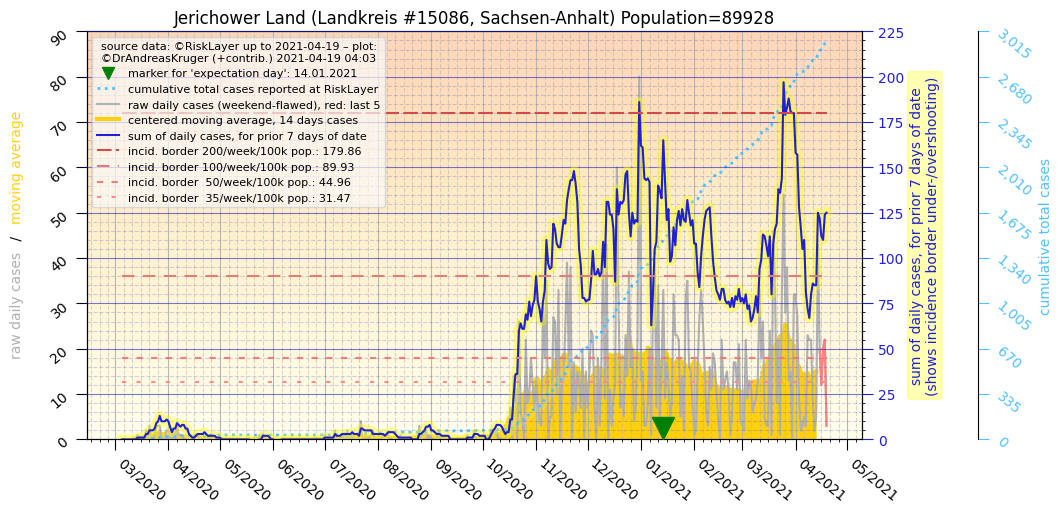 Jerichower Land (Landkreis #15086, Sachsen-Anhalt) Population=89928
source data: ©RiskLayer up to 2021-04-19 – plot:
©DrAndreasKruger (+contrib.) 2021-04-19 04:03
marker for 'expectation day': 14.01.2021
cumulative total cases reported at RiskLayer
raw daily cases (weekend-flawed), red: last 5
centered moving average, 14 days cases
sum of daily cases, for prior 7 days of date
incid. border 200/week/100k pop.: 179.86
incid. border 100/week/100k pop.: 89.93
incid. border  50/week/100k pop.: 44.96
incid. border  35/week/100k pop.: 31.47
raw daily cases / moving average
90
80
70
60
50
40
30
20
10
0
03/2020
04/2020
05/2020
06/2020
07/2020
08/2020
09/2020
10/2020
11/2020
12/2020
01/2021
02/2021
03/2021
04/2021
05/2021
225
200
175
150
125
100
75
50
25
0
sum of daily cases, for prior 7 days of date
(shows incidence border under-/overshooting)
3,015
2,680
2,345
2,010
1,675
1,340
1,005
670
335
0
cumulative total cases